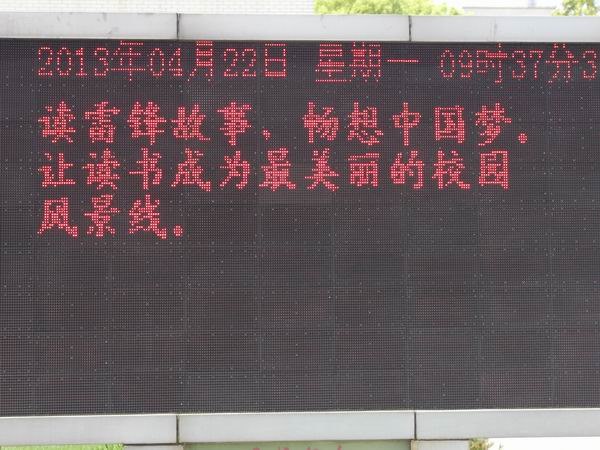 2013年04月22日 星期一 09时37分3
读雷锋故事、畅想中国梦。
让读书成为最美丽的校园
风景线。